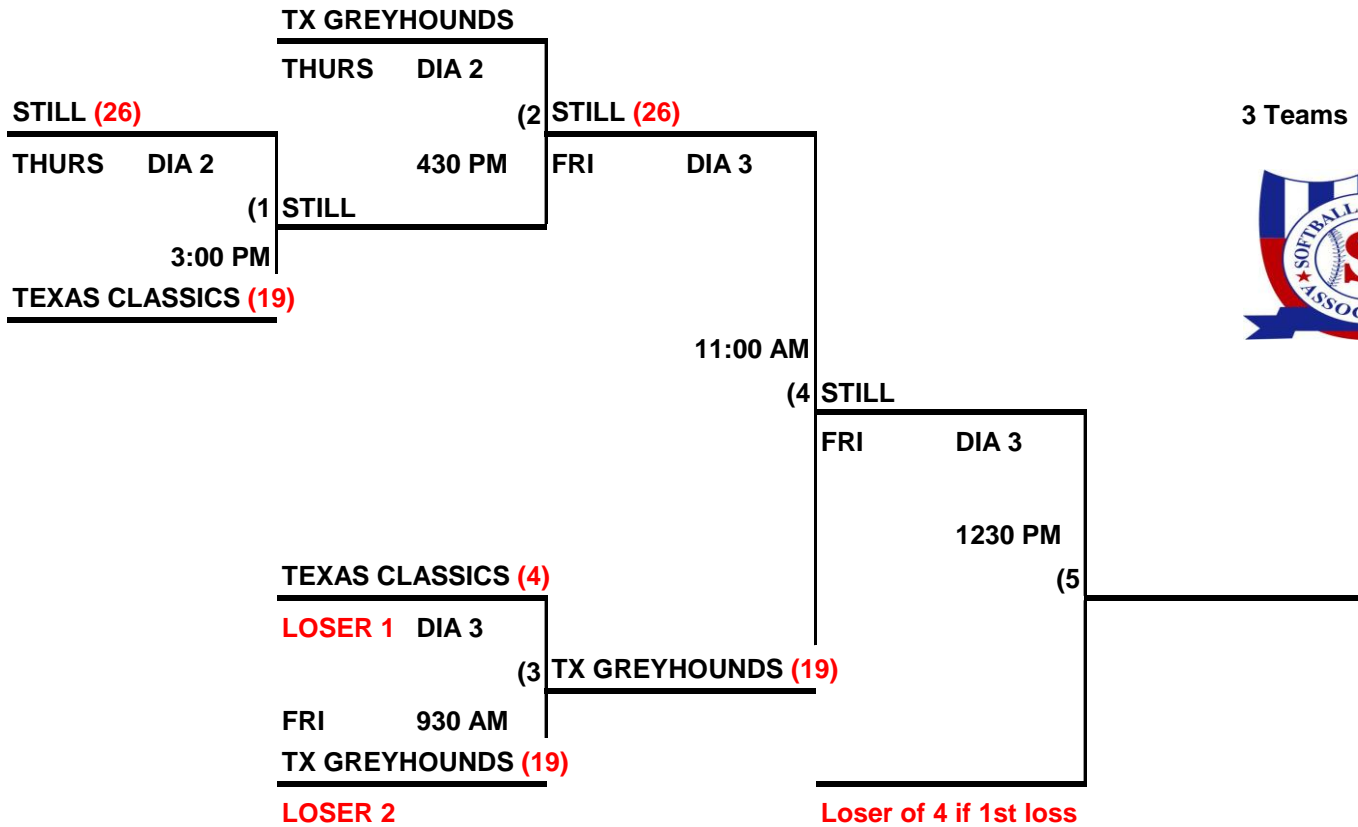 TX GREYHOUNDS
THURS DIA 2
STILL (26)
(2 STILL (26)
3 Teams
THURS DIA 2
430 PM
FRI DIA 3
(1 STILL
3:00 PM
TEXAS CLASSICS (19)
11:00 AM
(4 STILL
FRI DIA 3
1230 PM
TEXAS CLASSICS (4)
(5
LOSER 1 DIA 3
(3 TX GREYHOUNDS (19)
FRI 930 AM
TX GREYHOUNDS (19)
LOSER 2
Loser of 4 if 1st loss
SOFTBALL